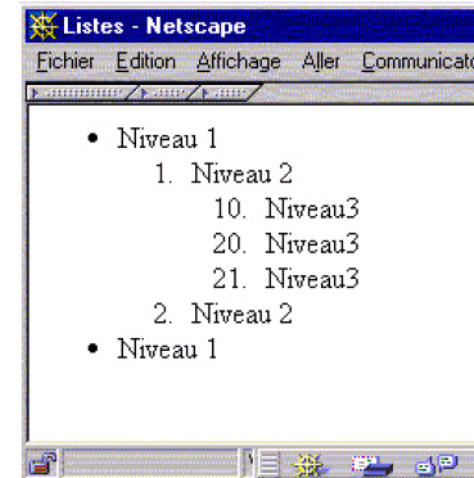 Listes - Netscape
Fichier Edition Affichage Aller Communicato
• Niveau 1
1. Niveau 2
10. Niveau3
20. Niveau3
21. Niveau3
2. Niveau 2
• Niveau 1